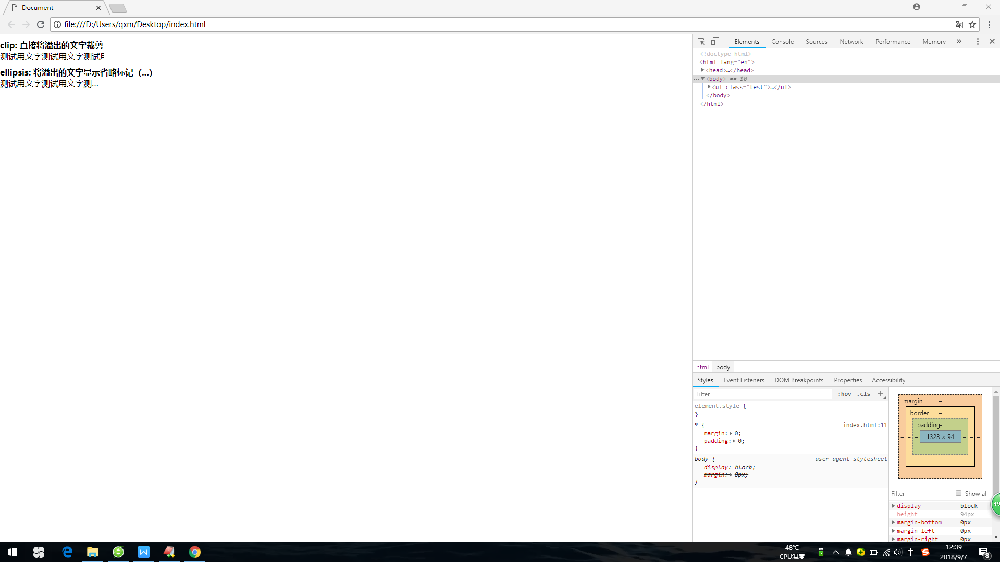 Document
file:///D:/Users/qxm/Desktop/index.html
clip: 直接将溢出的文字裁剪
测试用文字测试用文字测试
ellipsis: 将溢出的文字显示省略标记（...）
测试用文字测试用文字测...
Elements Console Sources Network Performance Memory »
<!doctype html>
<html lang="en">
<head>…</head>
… <body> == $0
<ul class="test">…</ul>
</body>
</html>
html body
Styles Event Listeners DOM Breakpoints Properties Accessibility
Filter :hov .cls +
element.style {
}
* { index.html:11
margin: 0;
padding: 0;
}
body { user agent stylesheet
display: block;
margin: 8px;
}
margin –
border –
padding –
– – – 1328 × 94 – – –
–
–
–
Filter Show all
display block
height 94px
margin-bottom 0px
margin-left 0px
margin-right 0px
49
48℃
CPU温度
中
12:39
2018/9/7
8